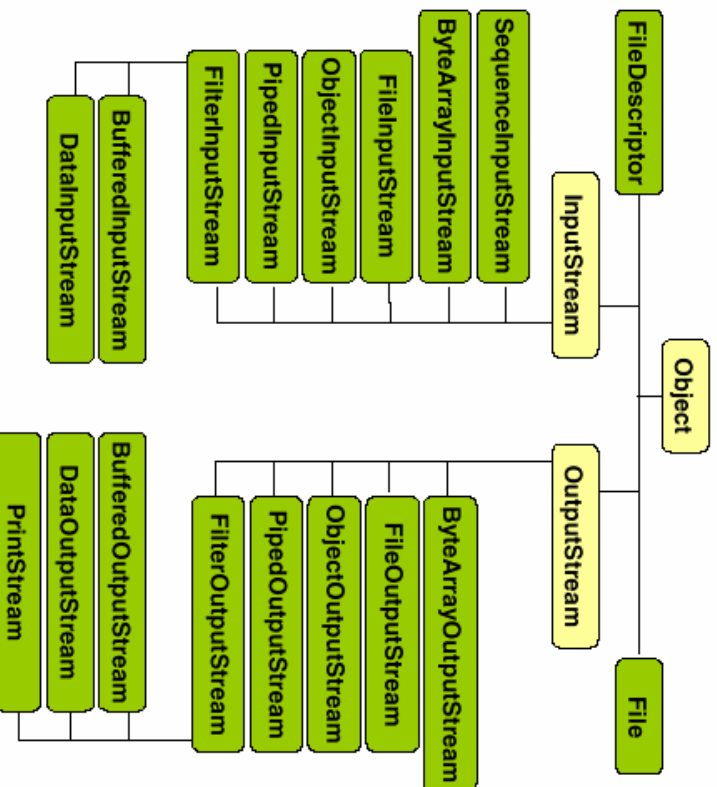 Object
FileDescriptor
File
InputStream
OutputStream
SequenceInputStream
ByteArrayInputStream
FileInputStream
ObjectInputStream
PipedInputStream
FilterInputStream
BufferedInputStream
DataInputStream
ByteArrayOutputStream
FileOutputStream
ObjectOutputStream
PipedOutputStream
FilterOutputStream
BufferedOutputStream
DataOutputStream
PrintStream